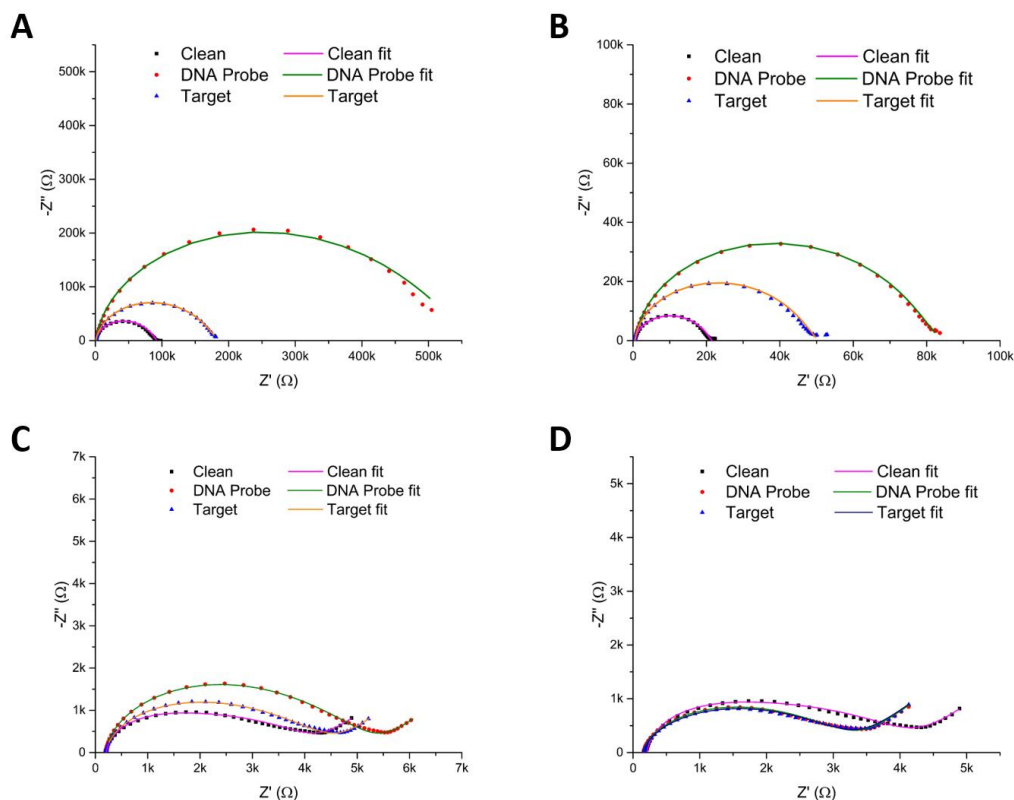 A
Clean Clean fit
DNA Probe DNA Probe fit
Target Target
500k
400k
300k
200k
100k
0
0 100k 200k 300k 400k 500k
-Z" (Ω)
Z' (Ω)
B
Clean Clean fit
DNA Probe DNA Probe fit
Target Target fit
100k
80k
60k
40k
20k
0
0 20k 40k 60k 80k 100k
-Z" (Ω)
Z' (Ω)
C
Clean Clean fit
DNA Probe DNA Probe fit
Target Target fit
7k
6k
5k
4k
3k
2k
1k
0
0 1k 2k 3k 4k 5k 6k 7k
-Z" (Ω)
Z' (Ω)
D
Clean Clean fit
DNA Probe DNA Probe fit
Target Target fit
5k
4k
3k
2k
1k
0
0 1k 2k 3k 4k 5k
-Z" (Ω)
Z' (Ω)